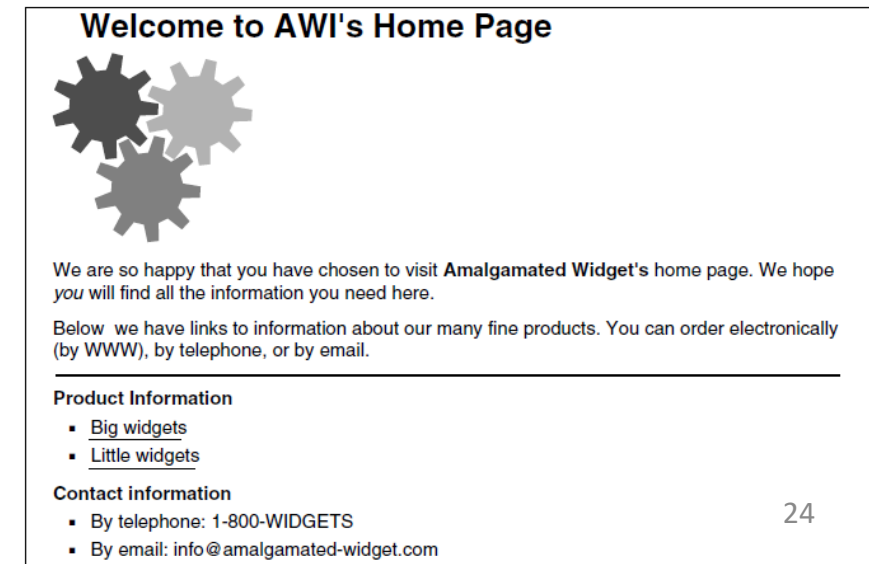 Welcome to AWI's Home Page
We are so happy that you have chosen to visit Amalgamated Widget's home page. We hope
you will find all the information you need here.
Below we have links to information about our many fine products. You can order electronically
(by WWW), by telephone, or by email.
Product Information
▪ Big widgets
▪ Little widgets
Contact information
▪ By telephone: 1-800-WIDGETS
▪ By email: info@amalgamated-widget.com
24